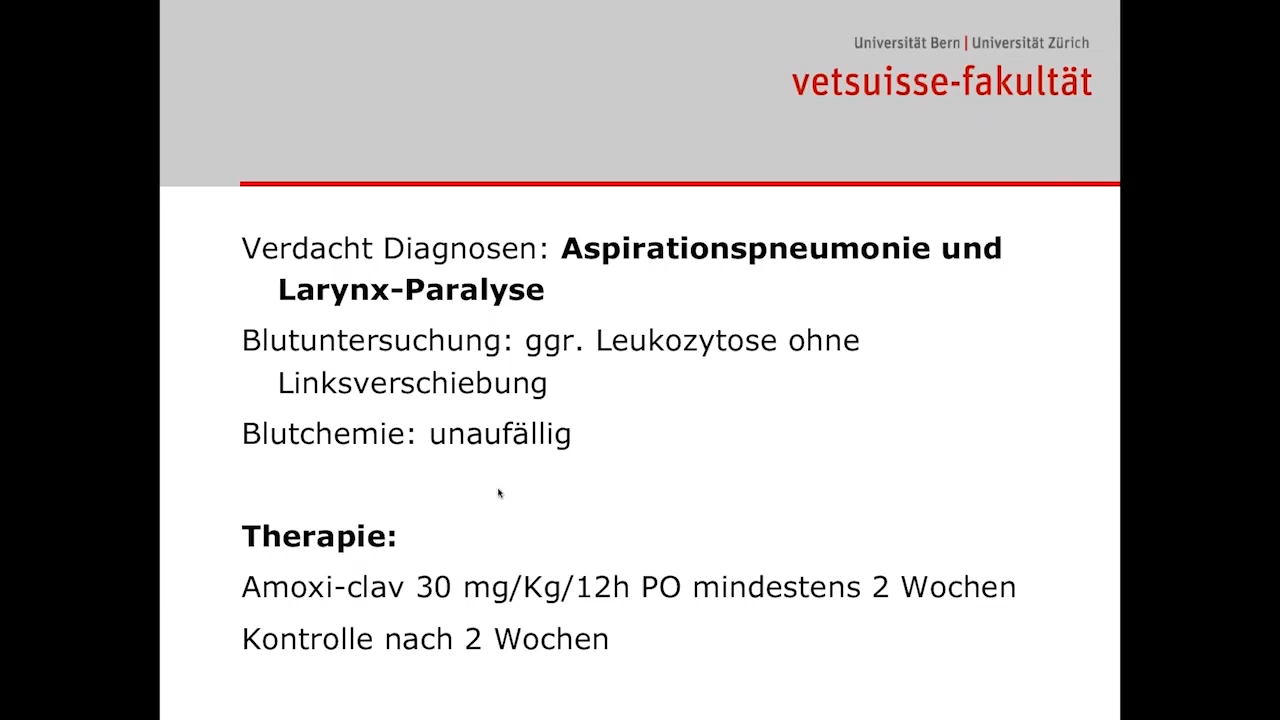 Universität Bern | Universität Zürich
vetsuisse-fakultät
Verdacht Diagnosen: Aspirationspneumonie und
Larynx-Paralyse
Blutuntersuchung: ggr. Leukozytose ohne
Linksverschiebung
Blutchemie: unaufällig
Therapie:
Amoxi-clav 30 mg/Kg/12h PO mindestens 2 Wochen
Kontrolle nach 2 Wochen